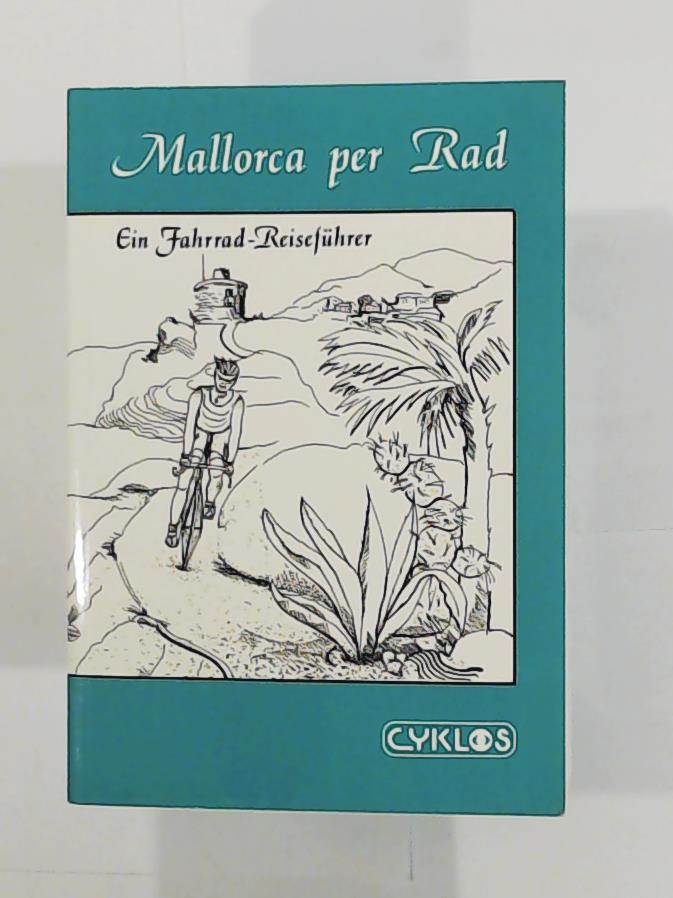 Mallorca per Rad
Ein Fahrrad-Reiseführer
CYKLOS